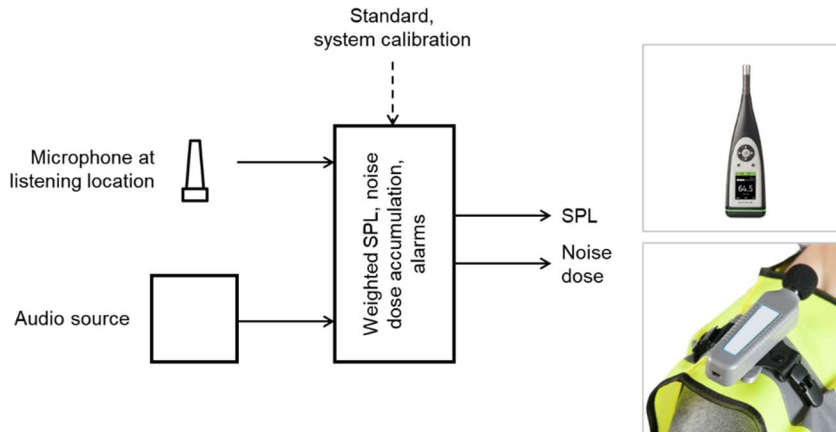 Standard,
system calibration
Microphone at
listening location
Audio source
Weighted SPL, noise
dose accumulation,
alarms
SPL
Noise
dose
64.5